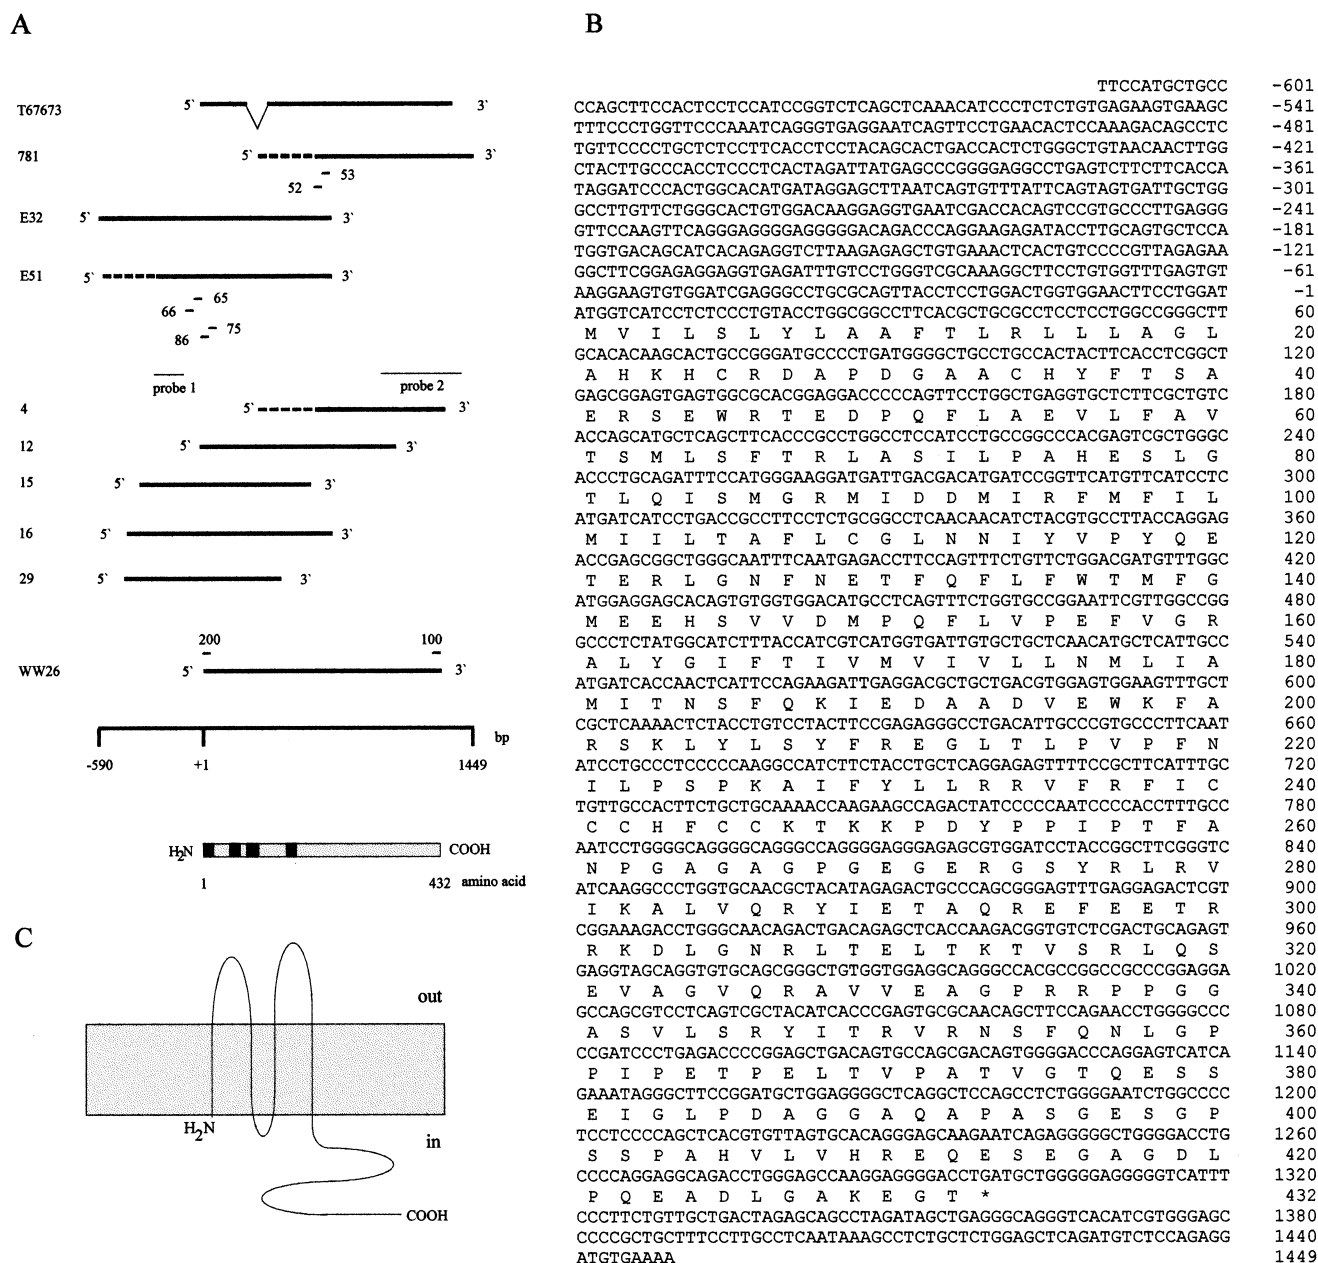 A
T67673 5` 3`
781 5` 3`
53
52
E32 5` 3`
E51 5` 3`
65
66
75
86
probe 1 probe 2
4 5` 3`
12 5` 3`
15 5` 3`
16 5` 3`
29 5` 3`
200 100
WW26 5` 3`
bp
-590 +1 1449
H2N COOH
1 432 amino acid
C
out
H2N in
COOH
B
TTCCATGCTGCC -601
CCAGCTTCCACTCCTCCATCCGGTCTCAGCTCAAACATCCCTCTCTGTGAGAAGTGAAGC -541
TTTCCCTGGTTCCCAAATCAGGGTGAGGAATCAGTTCCTGAACACTCCAAAGACAGCCTC -481
TGTTCCCCTGCTCTCCTTCACCTCCTACAGCACTGACCACTCTGGGCTGTAACAACTTGG -421
CTACTTGCCCACCTCCCTCACTAGATTATGAGCCCGGGGAGGCCTGAGTCTTCTTCACCA -361
TAGGATCCCACTGGCACATGATAGGAGCTTAATCAGTGTTTATTCAGTAGTGATTGCTGG -301
GCCTTGTTCTGGGCACTGTGGACAAGGAGGTGAATCGACCACAGTCCGTGCCCTTGAGGG -241
GTTCCAAGTTCAGGGAGGGGAGGGGGACAGACCCAGGAAGAGATACCTTGCAGTGCTCCA -181
TGGTGACAGCATCACAGAGGTCTTAAGAGAGCTGTGAAACTCACTGTCCCCGTTAGAGAA -121
GGCTTCGGAGAGGAGGTGAGATTTGTCCTGGGTCGCAAAGGCTTCCTGTGGTTTGAGTGT -61
AAGGAAGTGTGGATCGAGGGCCTGCGCAGTTACCTCCTGGACTGGTGGAACTTCCTGGAT -1
ATGGTCATCCTCTCCCTGTACCTGGCGGCCTTCACGCTGCGCCTCCTCCTGGCCGGGCTT 60
M V I L S L Y L A A F T L R L L L A G L 20
GCACACAAGCACTGCCGGGATGCCCCTGATGGGGCTGCCTGCCACTACTTCACCTCGGCT 120
A H K H C R D A P D G A A C H Y F T S A 40
GAGCGGAGTGAGTGGCGCACGGAGGACCCCCAGTTCCTGGCTGAGGTGCTCTTCGCTGTC 180
E R S E W R T E D P Q F L A E V L F A V 60
ACCAGCATGCTCAGCTTCACCCGCCTGGCCTCCATCCTGCCGGCCCACGAGTCGCTGGGC 240
T S M L S F T R L A S I L P A H E S L G 80
ACCCTGCAGATTTCCATGGGAAGGATGATTGACGACATGATCCGGTTCATGTTCATCCTC 300
T L Q I S M G R M I D D M I R F M F I L 100
ATGATCATCCTGACCGCCTTCCTCTGCGGCCTCAACAACATCTACGTGCCTTACCAGGAG 360
M I I L T A F L C G L N N I Y V P Y Q E 120
ACCGAGCGGCTGGGCAATTTCAATGAGACCTTCCAGTTTCTGTTCTGGACGATGTTTGGC 420
T E R L G N F N E T F Q F L F W T M F G 140
ATGGAGGAGCACAGTGTGGTGGACATGCCTCAGTTTCTGGTGCCGGAATTCGTTGGCCGG 480
M E E H S V V D M P Q F L V P E F V G R 160
GCCCTCTATGGCATCTTTACCATCGTCATGGTGATTGTGCTGCTCAACATGCTCATTGCC 540
A L Y G I F T I V M V I V L L N M L I A 180
ATGATCACCAACTCATTCCAGAAGATTGAGGACGCTGCTGACGTGGAGTGGAAGTTTGCT 600
M I T N S F Q K I E D A A D V E W K F A 200
CGCTCAAAACTCTACCTGTCCTACTTCCGAGAGGGCCTGACATTGCCCGTGCCCTTCAAT 660
R S K L Y L S Y F R E G L T L P V P F N 220
ATCCTGCCCTCCCCCAAGGCCATCTTCTACCTGCTCAGGAGAGTTTTCCGCTTCATTTGC 720
I L P S P K A I F Y L L R R V F R F I C 240
TGTTGCCACTTCTGCTGCAAAACCAAGAAGCCAGACTATCCCCCAATCCCCACCTTTGCC 780
C C H F C C K T K K P D Y P P I P T F A 260
AATCCTGGGGCAGGGGCAGGGCCAGGGGAGGGAGAGCGTGGATCCTACCGGCTTCGGGTC 840
N P G A G A G P G E G E R G S Y R L R V 280
ATCAAGGCCCTGGTGCAACGCTACATAGAGACTGCCCAGCGGGAGTTTGAGGAGACTCGT 900
I K A L V Q R Y I E T A Q R E F E E T R 300
CGGAAAGACCTGGGCAACAGACTGACAGAGCTCACCAAGACGGTGTCTCGACTGCAGAGT 960
R K D L G N R L T E L T K T V S R L Q S 320
GAGGTAGCAGGTGTGCAGCGGGCTGTGGTGGAGGCAGGGCCACGCCGGCCGCCCGGAGGA 1020
E V A G V Q R A V V E A G P R R P P G G 340
GCCAGCGTCCTCAGTCGCTACATCACCCGAGTGCGCAACAGCTTCCAGAACCTGGGGCCC 1080
A S V L S R Y I T R V R N S F Q N L G P 360
CCGATCCCTGAGACCCCGGAGCTGACAGTGCCAGCGACAGTGGGGACCCAGGAGTCATCA 1140
P I P E T P E L T V P A T V G T Q E S S 380
GAAATAGGGCTTCCGGATGCTGGAGGGGCTCAGGCTCCAGCCTCTGGGGAATCTGGCCCC 1200
E I G L P D A G G A Q A P A S G E S G P 400
TCCTCCCCAGCTCACGTGTTAGTGCACAGGGAGCAAGAATCAGAGGGGGCTGGGGACCTG 1260
S S P A H V L V H R E Q E S E G A G D L 420
CCCCAGGAGGCAGACCTGGGAGCCAAGGAGGGGACCTGATGCTGGGGGAGGGGGTCATTT 1320
P Q E A D L G A K E G T * 432
CCCTTCTGTTGCTGACTAGAGCAGCCTAGATAGCTGAGGGCAGGGTCACATCGTGGGAGC 1380
CCCCGCTGCTTTCCTTGCCTCAATAAAGCCTCTGCTCTGGAGCTCAGATGTCTCCAGAGG 1440
ATGTGAAAA 1449